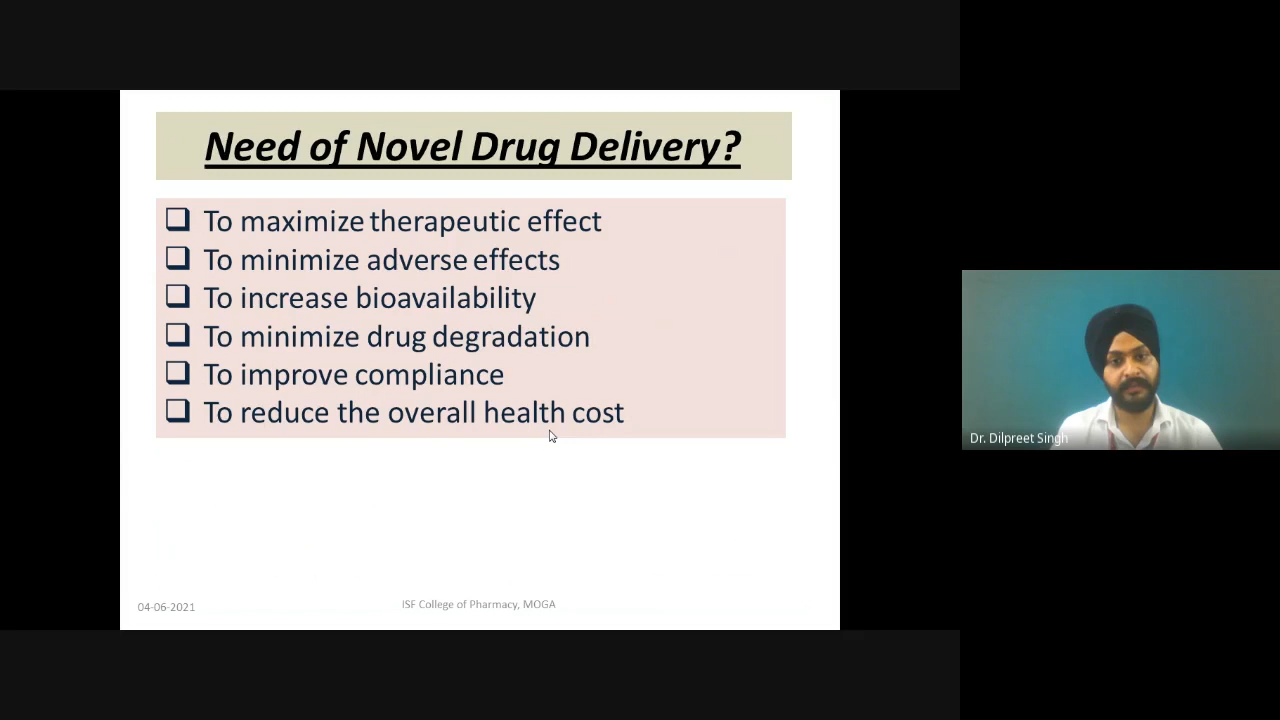 Need of Novel Drug Delivery?
To maximize therapeutic effect
To minimize adverse effects
To increase bioavailability
To minimize drug degradation
To improve compliance
To reduce the overall health cost
04-06-2021
ISF College of Pharmacy, MOGA
Dr. Dilpreet Singh